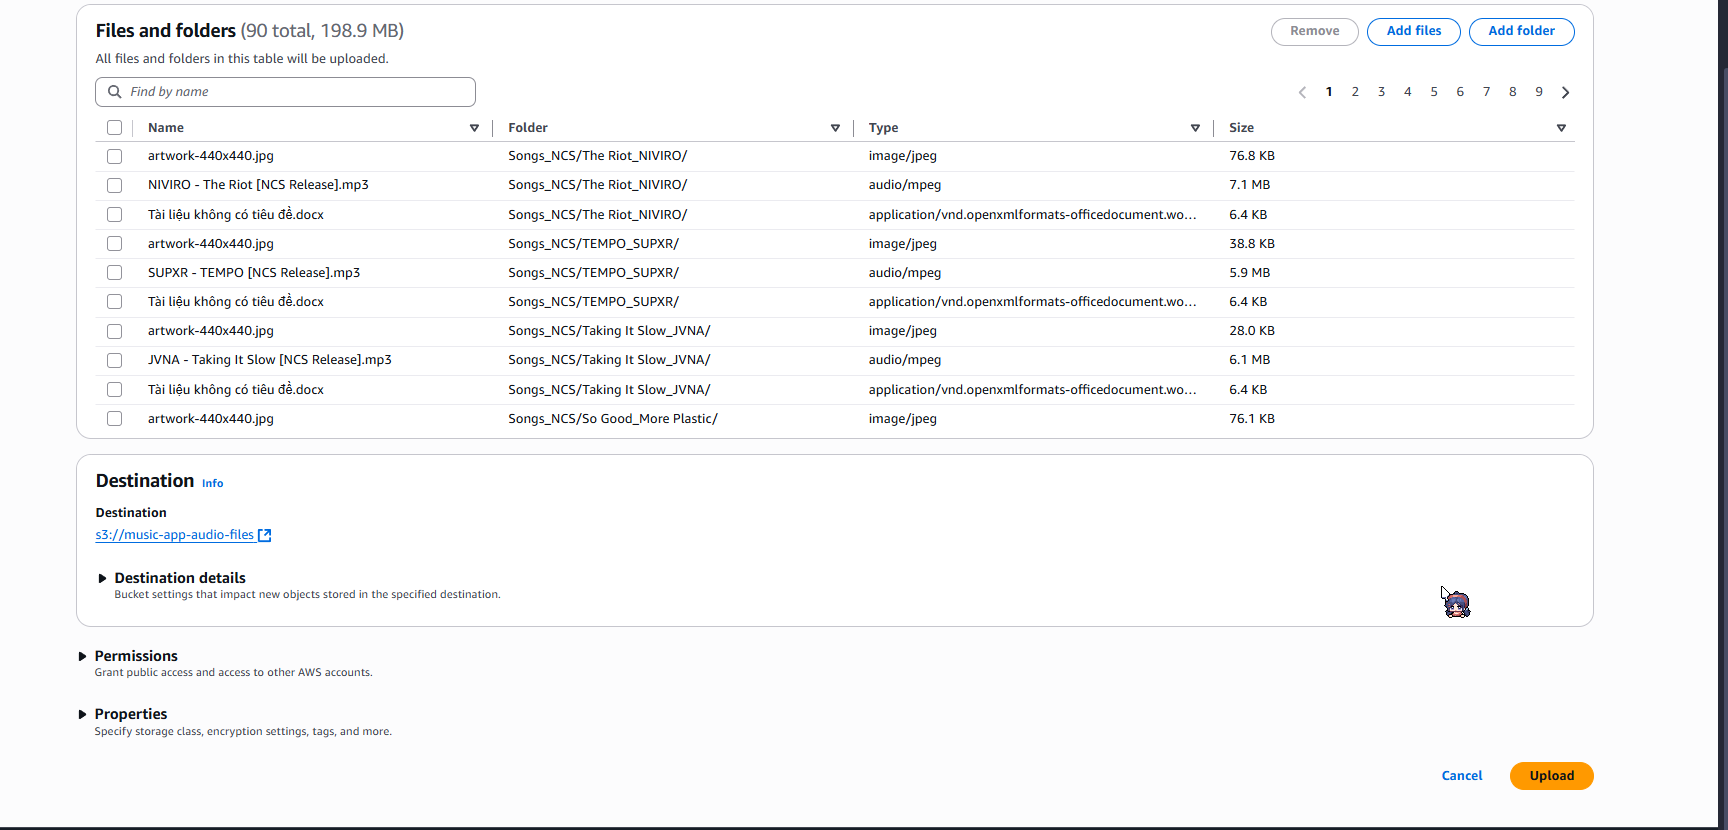 Files and folders (90 total, 198.9 MB)
Remove
Add files
Add folder
All files and folders in this table will be uploaded.
Find by name
1 2 3 4 5 6 7 8 9
Name Folder Type Size
artwork-440x440.jpg Songs_NCS/The Riot_NIVIRO/ image/jpeg 76.8 KB
NIVIRO - The Riot [NCS Release].mp3 Songs_NCS/The Riot_NIVIRO/ audio/mpeg 7.1 MB
Tài liệu không có tiêu đề.docx Songs_NCS/The Riot_NIVIRO/ application/vnd.openxmlformats-officedocument.wo... 6.4 KB
artwork-440x440.jpg Songs_NCS/TEMPO_SUPXR/ image/jpeg 38.8 KB
SUPXR - TEMPO [NCS Release].mp3 Songs_NCS/TEMPO_SUPXR/ audio/mpeg 5.9 MB
Tài liệu không có tiêu đề.docx Songs_NCS/TEMPO_SUPXR/ application/vnd.openxmlformats-officedocument.wo... 6.4 KB
artwork-440x440.jpg Songs_NCS/Taking It Slow_JVNA/ image/jpeg 28.0 KB
JVNA - Taking It Slow [NCS Release].mp3 Songs_NCS/Taking It Slow_JVNA/ audio/mpeg 6.1 MB
Tài liệu không có tiêu đề.docx Songs_NCS/Taking It Slow_JVNA/ application/vnd.openxmlformats-officedocument.wo... 6.4 KB
artwork-440x440.jpg Songs_NCS/So Good_More Plastic/ image/jpeg 76.1 KB
Destination Info
Destination
s3://music-app-audio-files
Destination details
Bucket settings that impact new objects stored in the specified destination.
Permissions
Grant public access and access to other AWS accounts.
Properties
Specify storage class, encryption settings, tags, and more.
Cancel
Upload